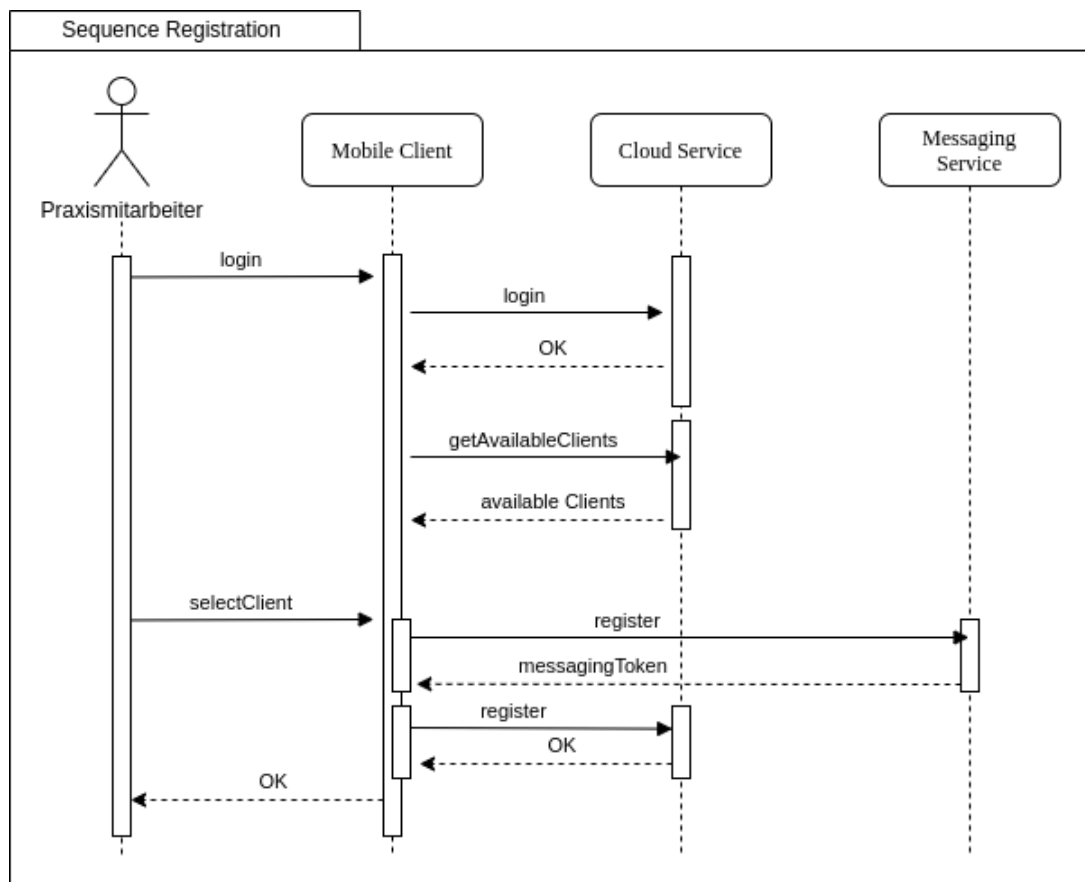 Sequence Registration
Mobile Client
Cloud Service
Messaging
Service
Praxismitarbeiter
login
login
OK
getAvailableClients
available Clients
selectClient
register
messagingToken
register
OK
OK